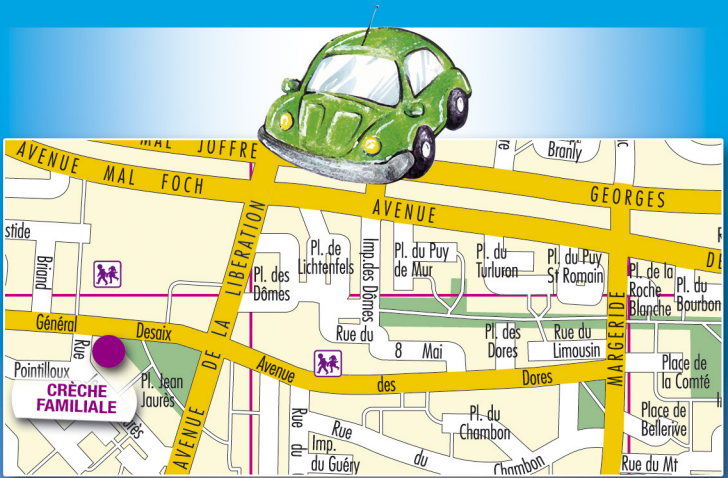 MAL JOFFRE
AVENUE MAL FOCH
AVENUE
GEORGES
Branly
stide
Briand
LIBERATION
Pl. de
Lichtenfels
Imp. des Dômes
Pl. du Puy
de Mur
Pl. du
Turluron
Pl. du Puy
St Romain
Pl. de la
Roche
Blanche
Pl. du
Bourbon
Pl. des
Dômes
Général Desaix
AVENUE DE LA
Rue du
8 Mai
Pl. des
Dores
Rue du
Limousin
MARGERIDE
Place de
la Comté
Rue
Pointilloux
CRÈCHE
FAMILIALE
Pl. Jean
Jaurès
Avenue des Dores
Rue du
Imp.
du Guéry
Rue du Chambon
Pl. du
Chambon
Place de
Bellerive
Rue du Mt